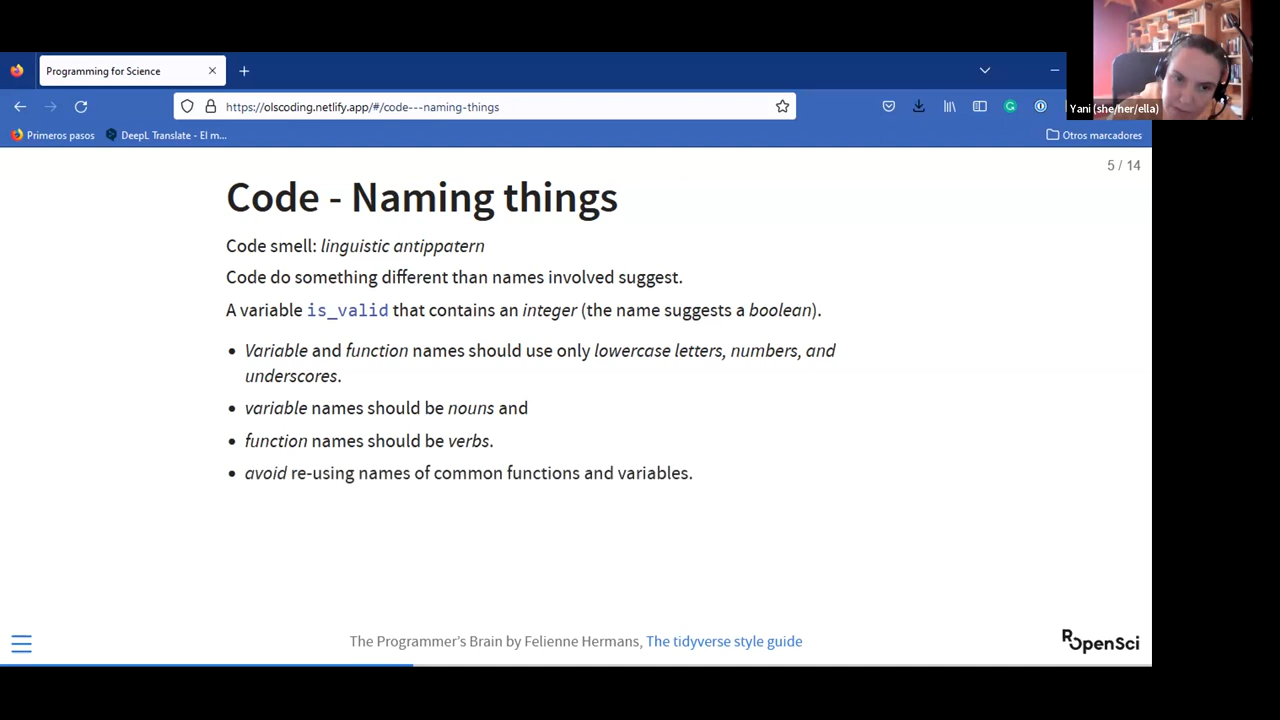 Programming for Science
https://olscoding.netlify.app/#/code---naming-things
Yani (she/her/ella)
Primeros pasos
DeepL Translate - El m...
Otros marcadores
5 / 14
Code - Naming things
Code smell: linguistic antippatern
Code do something different than names involved suggest.
A variable is_valid that contains an integer (the name suggests a boolean).
• Variable and function names should use only lowercase letters, numbers, and
underscores.
• variable names should be nouns and
• function names should be verbs.
• avoid re-using names of common functions and variables.
The Programmer's Brain by Felienne Hermans, The tidyverse style guide
ROpenSci